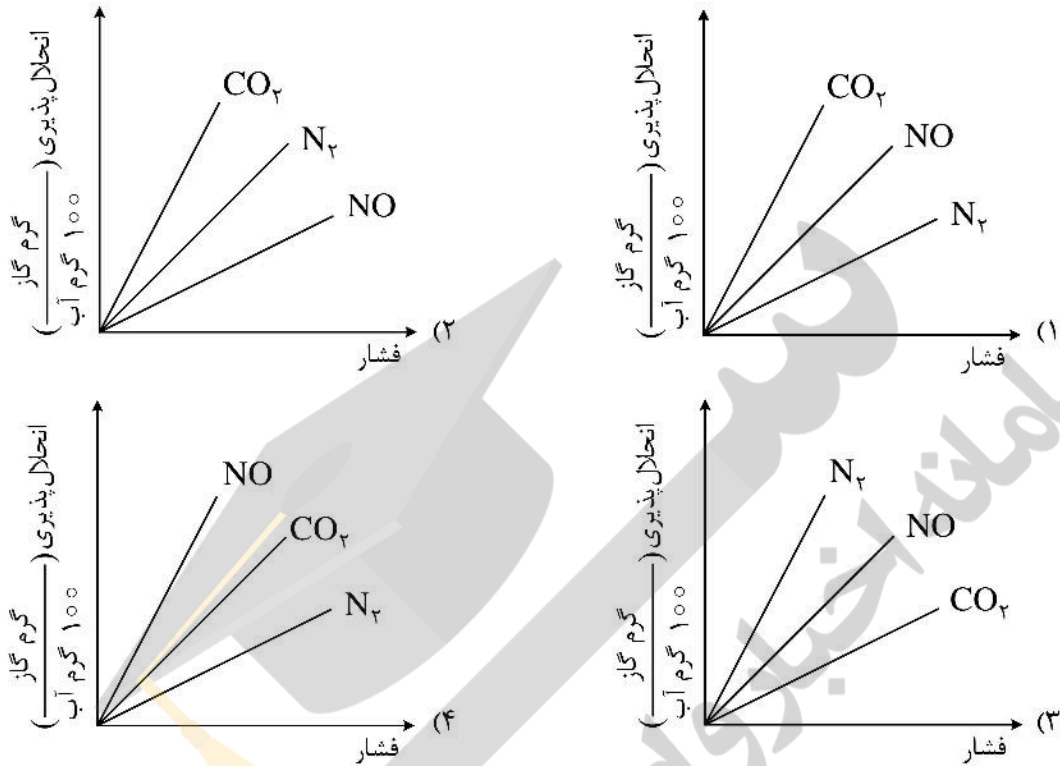 انحلال‌پذیری (گرم گاز / ۱۰۰ گرم آب)
CO۲
NO
N۲
فشار
۱)
انحلال‌پذیری (گرم گاز / ۱۰۰ گرم آب)
CO۲
N۲
NO
فشار
۲)
انحلال‌پذیری (گرم گاز / ۱۰۰ گرم آب)
N۲
NO
CO۲
فشار
۳)
انحلال‌پذیری (گرم گاز / ۱۰۰ گرم آب)
NO
CO۲
N۲
فشار
۴)